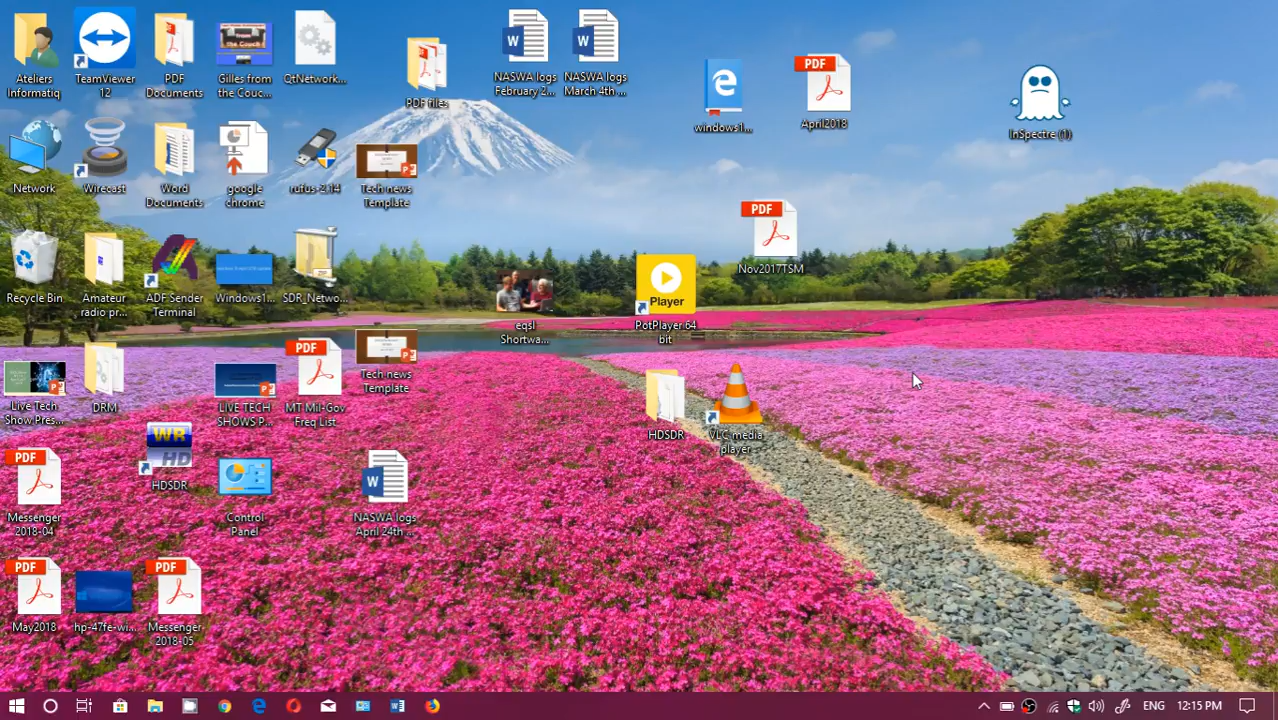 Ateliers
Informatiq
TeamViewer
12
PDF
Documents
Gilles from
the Couc...
QtNetwork...
PDF files
NASWA logs
February 2...
NASWA logs
March 4th ...
windows1...
PDF
April2018
InSpectre (1)
Network
Wirecast
Word
Documents
google
chrome
rufus-2.14
Tech news
Template
PDF
Nov2017TSM
Recycle Bin
Amateur
radio pr...
ADF Sender
Terminal
Windows1...
SDR_Netwo...
eqsl
Shortwa...
Player
PotPlayer 64
bit
Live Tech
Show Pres...
DRM
LIVE TECH
SHOWS P...
PDF
MT Mil-Gov
Freq List
Tech news
Template
HDSDR
VLC media
player
PDF
Messenger
2018-04
WR
HD
HDSDR
Control
Panel
NASWA logs
April 24th ...
PDF
May2018
hp-47fe-wi...
PDF
Messenger
2018-05
ENG
12:15 PM